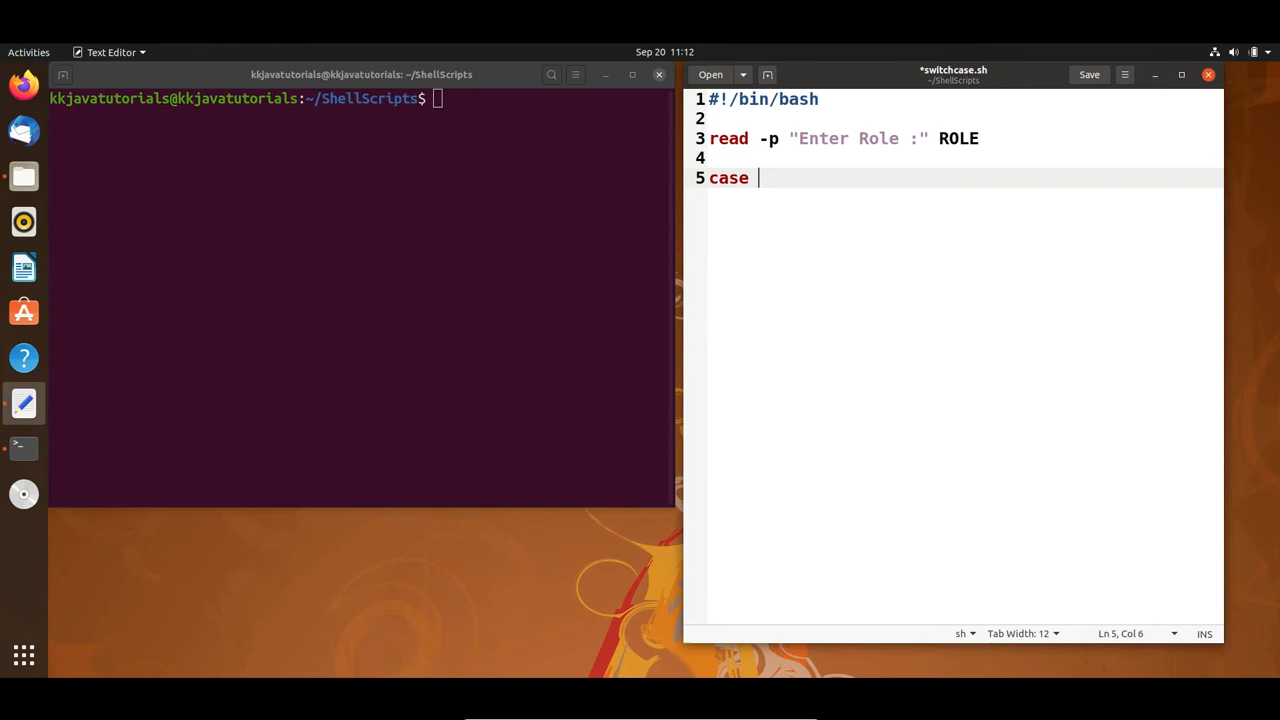 Activities
Text Editor
Sep 20 11:12
kkjavatutorials@kkjavatutorials: ~/ShellScripts
kkjavatutorials@kkjavatutorials:~/ShellScripts$
Open
*switchcase.sh
~/ShellScripts
Save
1 #!/bin/bash
2
3 read -p "Enter Role :" ROLE
4
5 case
sh
Tab Width: 12
Ln 5, Col 6
INS